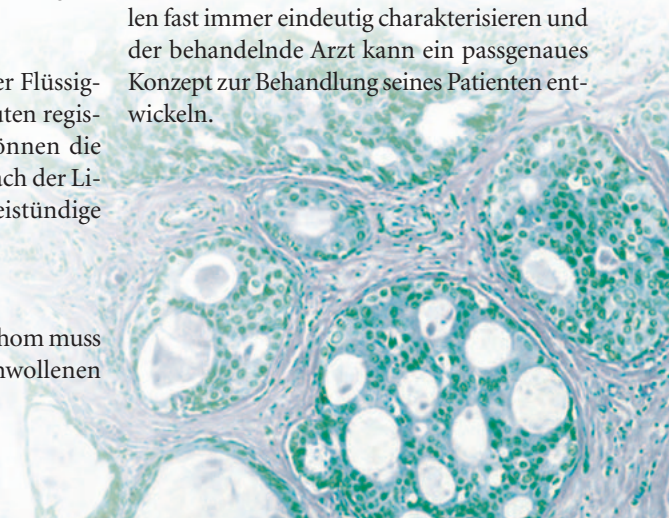 er Flüssig-
uten regis-
önnen die
ach der Li-
eistündige
hom muss
hwollenen
len fast immer eindeutig charakterisieren und
der behandelnde Arzt kann ein passgenaues
Konzept zur Behandlung seines Patienten ent-
wickeln.